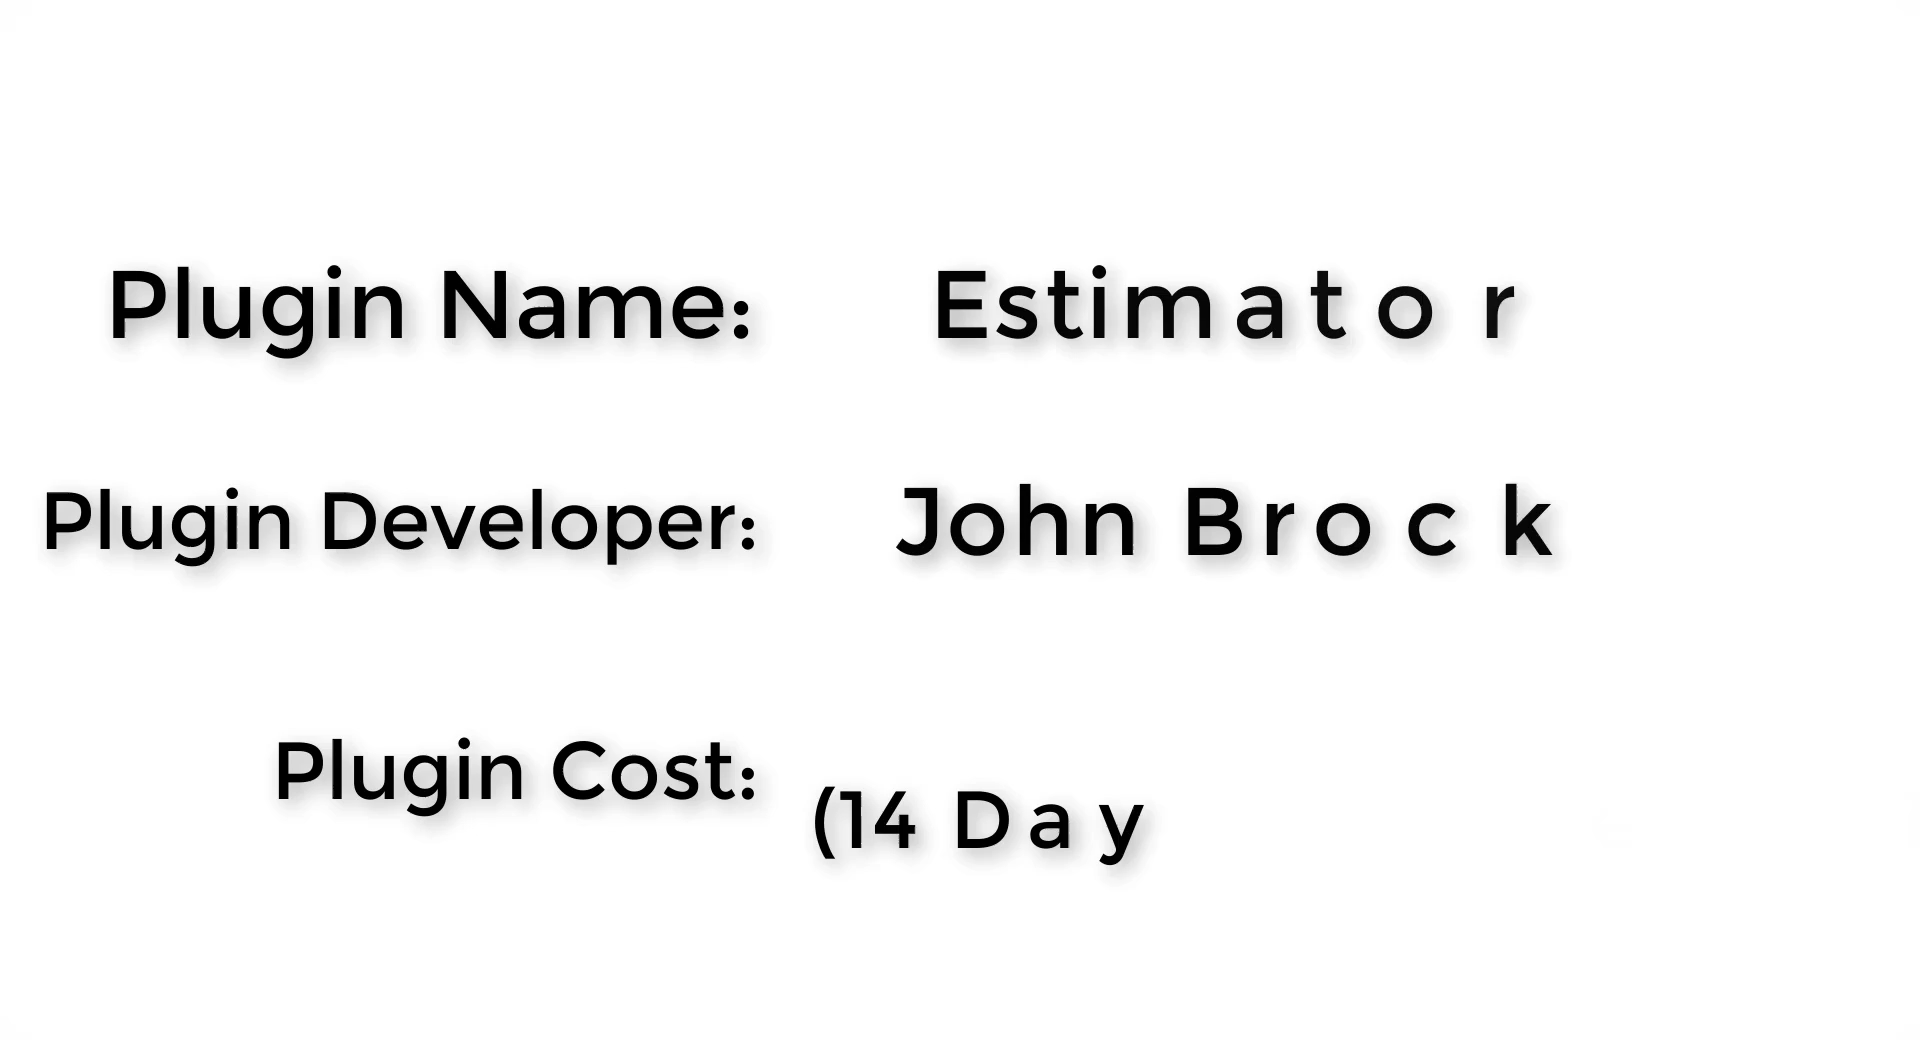 Plugin Name: Estimator
Plugin Developer: John Brock
Plugin Cost:
(14 Day